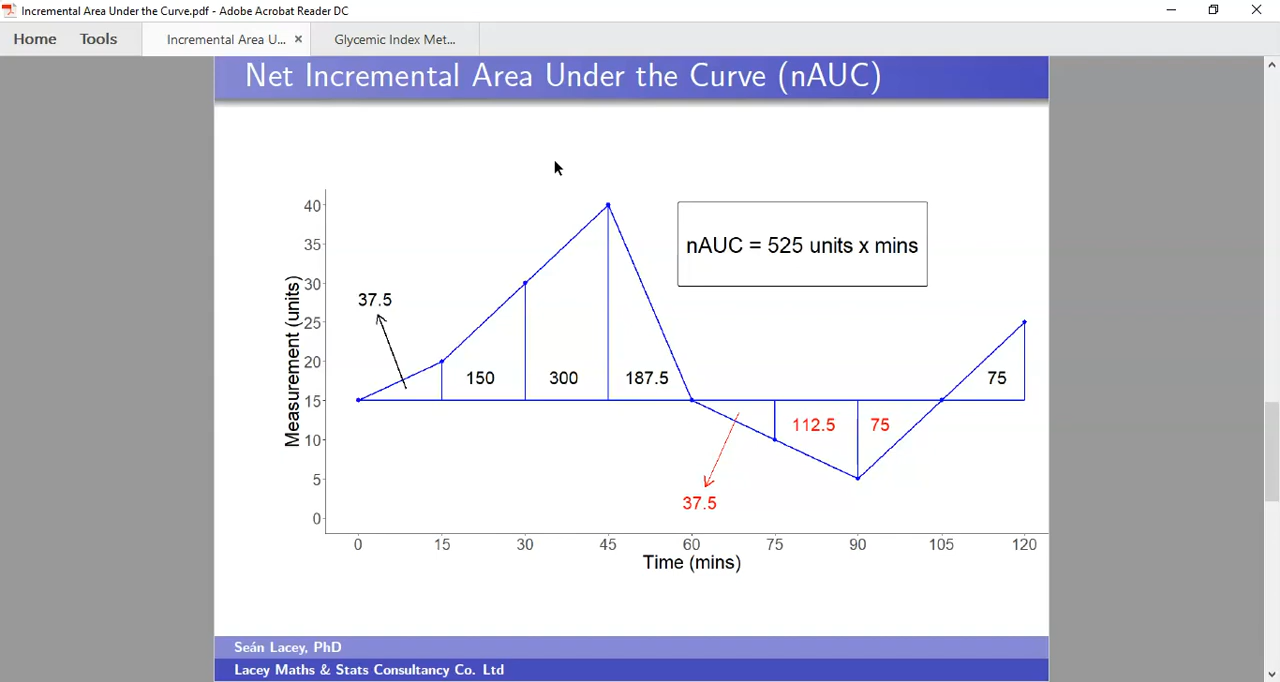 Incremental Area Under the Curve.pdf - Adobe Acrobat Reader DC
Home Tools Incremental Area U... × Glycemic Index Met...
Net Incremental Area Under the Curve (nAUC)
nAUC = 525 units x mins
40
35
30
25
20
15
10
5
0
Measurement (units)
37.5
150 300 187.5 75
112.5 75
37.5
0 15 30 45 60 75 90 105 120
Time (mins)
Seán Lacey, PhD
Lacey Maths & Stats Consultancy Co. Ltd